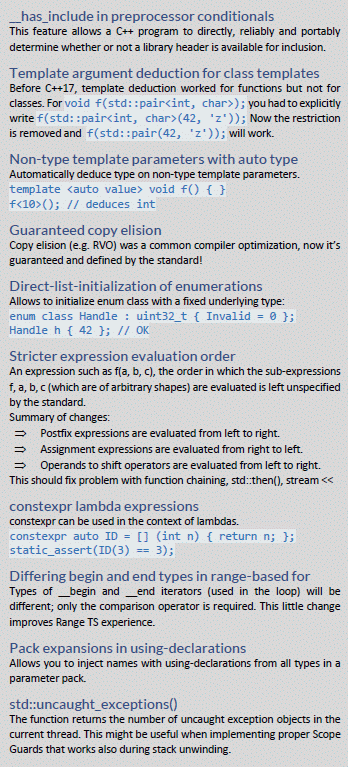 __has_include in preprocessor conditionals
This feature allows a C++ program to directly, reliably and portably
determine whether or not a library header is available for inclusion.
Template argument deduction for class templates
Before C++17, template deduction worked for functions but not for
classes. For void f(std::pair<int, char>); you had to explicitly
write f(std::pair<int, char>(42, 'z')); Now the restriction
is removed and f(std::pair(42, 'z')); will work.
Non-type template parameters with auto type
Automatically deduce type on non-type template parameters.
template <auto value> void f() { }
f<10>(); // deduces int
Guaranteed copy elision
Copy elision (e.g. RVO) was a common compiler optimization, now it's
guaranteed and defined by the standard!
Direct-list-initialization of enumerations
Allows to initialize enum class with a fixed underlying type:
enum class Handle : uint32_t { Invalid = 0 };
Handle h { 42 }; // OK
Stricter expression evaluation order
An expression such as f(a, b, c), the order in which the sub-expressions
f, a, b, c (which are of arbitrary shapes) are evaluated is left unspecified
by the standard.
Summary of changes:
⇒ Postfix expressions are evaluated from left to right.
⇒ Assignment expressions are evaluated from right to left.
⇒ Operands to shift operators are evaluated from left to right.
This should fix problem with function chaining, std::then(), stream <<
constexpr lambda expressions
constexpr can be used in the context of lambdas.
constexpr auto ID = [] (int n) { return n; };
static_assert(ID(3) == 3);
Differing begin and end types in range-based for
Types of __begin and __end iterators (used in the loop) will be
different; only the comparison operator is required. This little change
improves Range TS experience.
Pack expansions in using-declarations
Allows you to inject names with using-declarations from all types in a
parameter pack.
std::uncaught_exceptions()
The function returns the number of uncaught exception objects in the
current thread. This might be useful when implementing proper Scope
Guards that works also during stack unwinding.